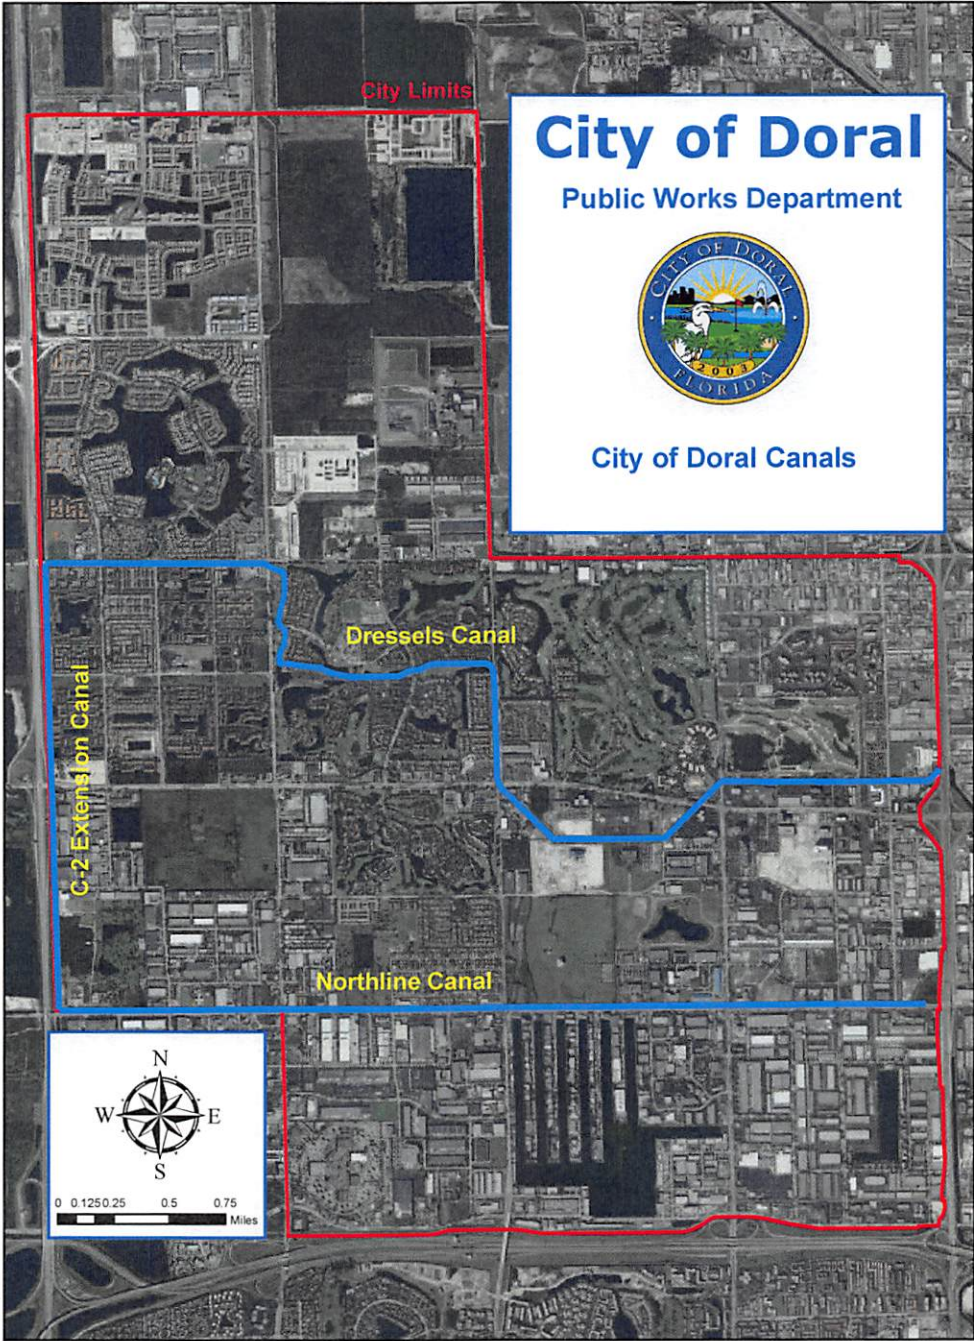 City Limits
City of Doral
Public Works Department
CITY OF DORAL
2003
FLORIDA
City of Doral Canals
Dressels Canal
C-2 Extension Canal
Northline Canal
N
W E
S
0 0.125 0.25 0.5 0.75
Miles